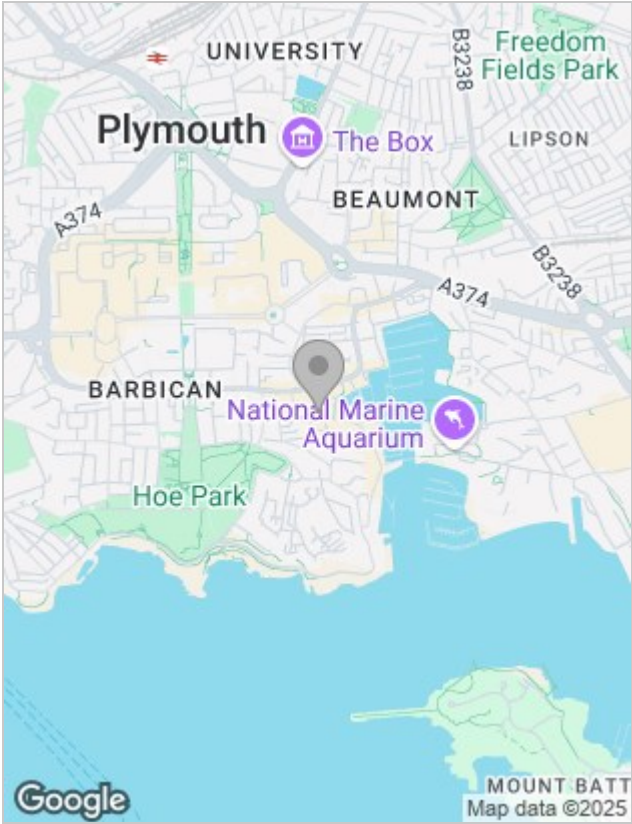 UNIVERSITY
B3238
Freedom
Fields Park
Plymouth
The Box
LIPSON
BEAUMONT
A374
B3238
A374
BARBICAN
National Marine
Aquarium
Hoe Park
MOUNT BATT
Google
Map data ©2025